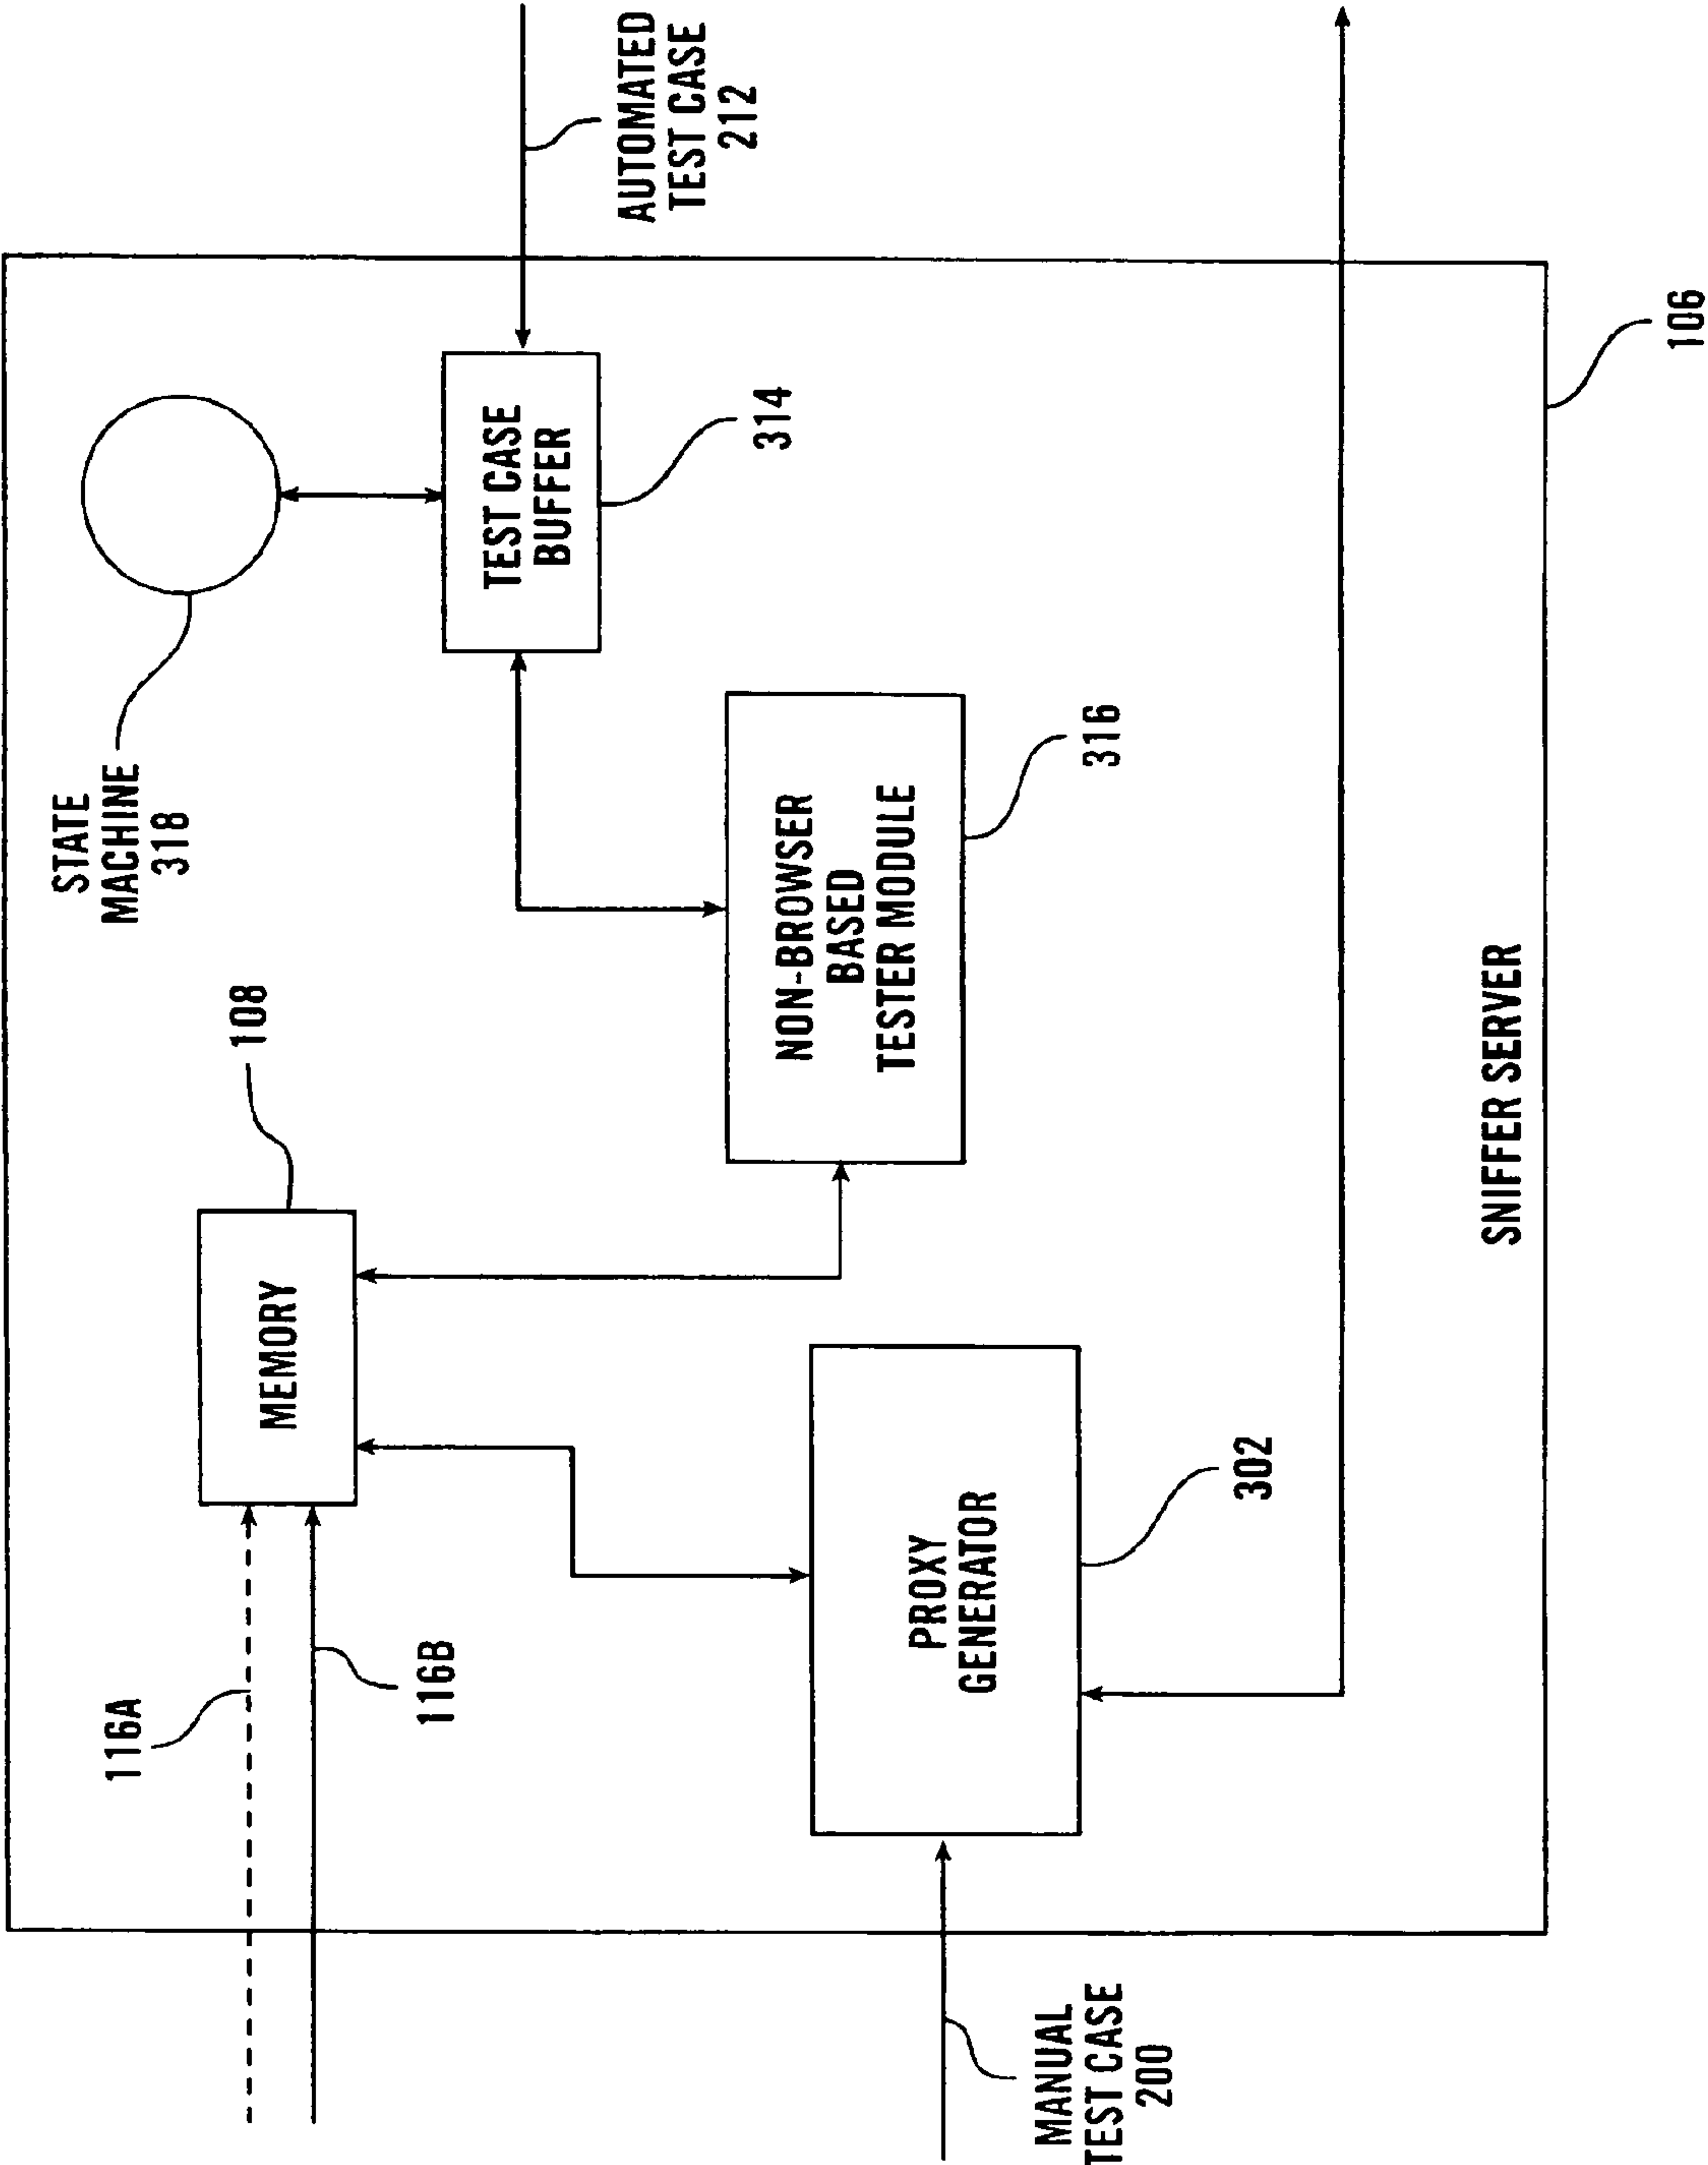 116A
116B
MEMORY
108
STATE
MACHINE
318
TEST CASE
BUFFER
314
AUTOMATED
TEST CASE
212
NON-BROWSER
BASED
TESTER MODULE
316
MANUAL
TEST CASE
200
PROXY
GENERATOR
302
SNIFFER SERVER
106